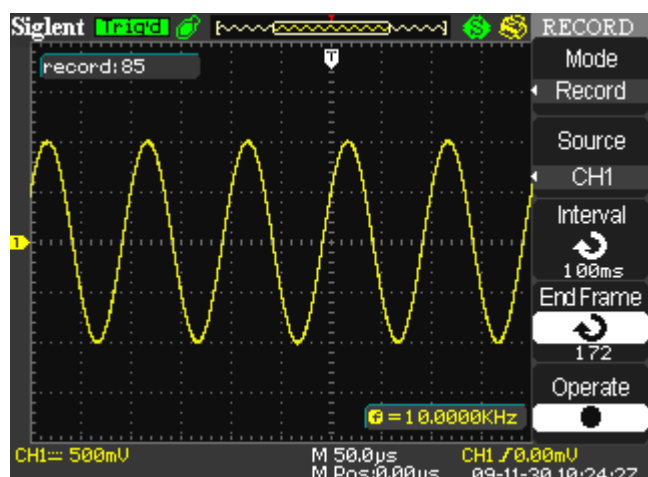 Siglent Trig'd S RECORD
record:85
T
Mode
Record
Source
CH1
Interval
100ms
End Frame
172
Operate
1
f = 10.0000KHz
CH1 500mV M 50.0µs CH1 0.00mV
M Pos:0.00µs 09-11-30 10:24:27